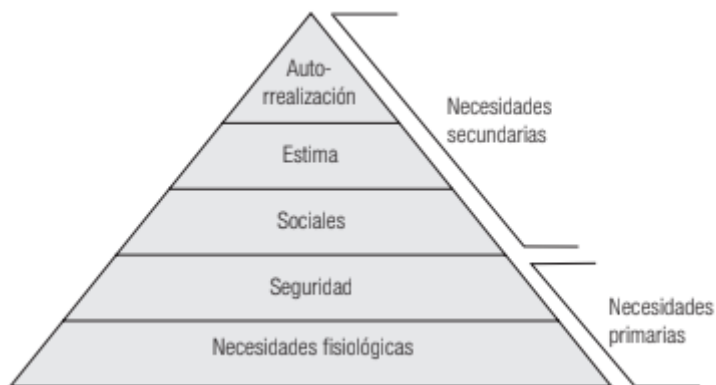 Auto-
rrealización
Necesidades
secundarias
Estima
Sociales
Seguridad
Necesidades
primarias
Necesidades fisiológicas